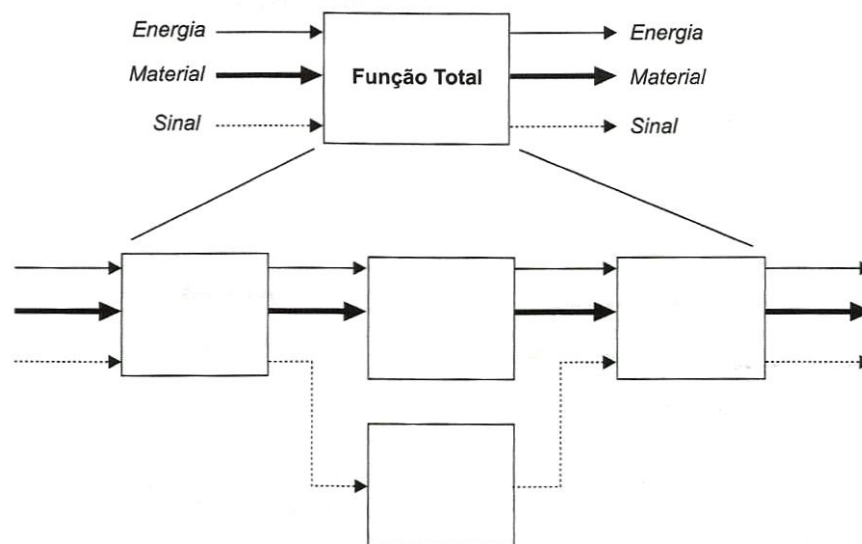 Energia
Energia
Material
Função Total
Material
Sinal
Sinal